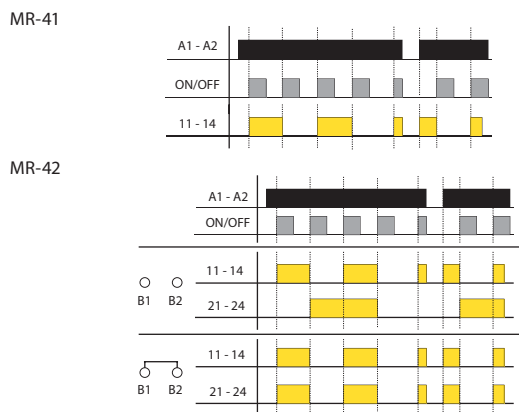 MR-41
A1 - A2
ON/OFF
11 - 14
MR-42
A1 - A2
ON/OFF
11 - 14
B1 B2
21 - 24
11 - 14
B1 B2
21 - 24